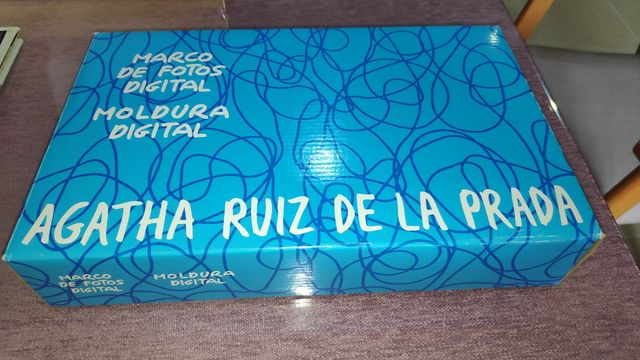 MARCO
DE FOTOS
DIGITAL
MOLDURA
DIGITAL
AGATHA RUIZ DE LA PRADA
MARCO
DE FOTOS
DIGITAL
MOLDURA
DIGITAL